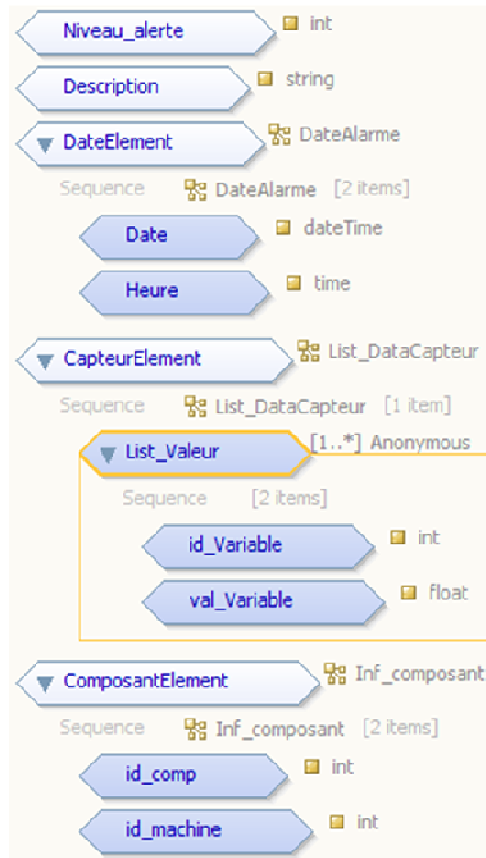 Niveau_alerte int
Description string
DateElement DateAlarme
Sequence DateAlarme [2 items]
Date dateTime
Heure time
CapteurElement List_DataCapteur
Sequence List_DataCapteur [1 item]
List_Valeur [1..*] Anonymous
Sequence [2 items]
id_Variable int
val_Variable float
ComposantElement Inf_composant
Sequence Inf_composant [2 items]
id_comp int
id_machine int